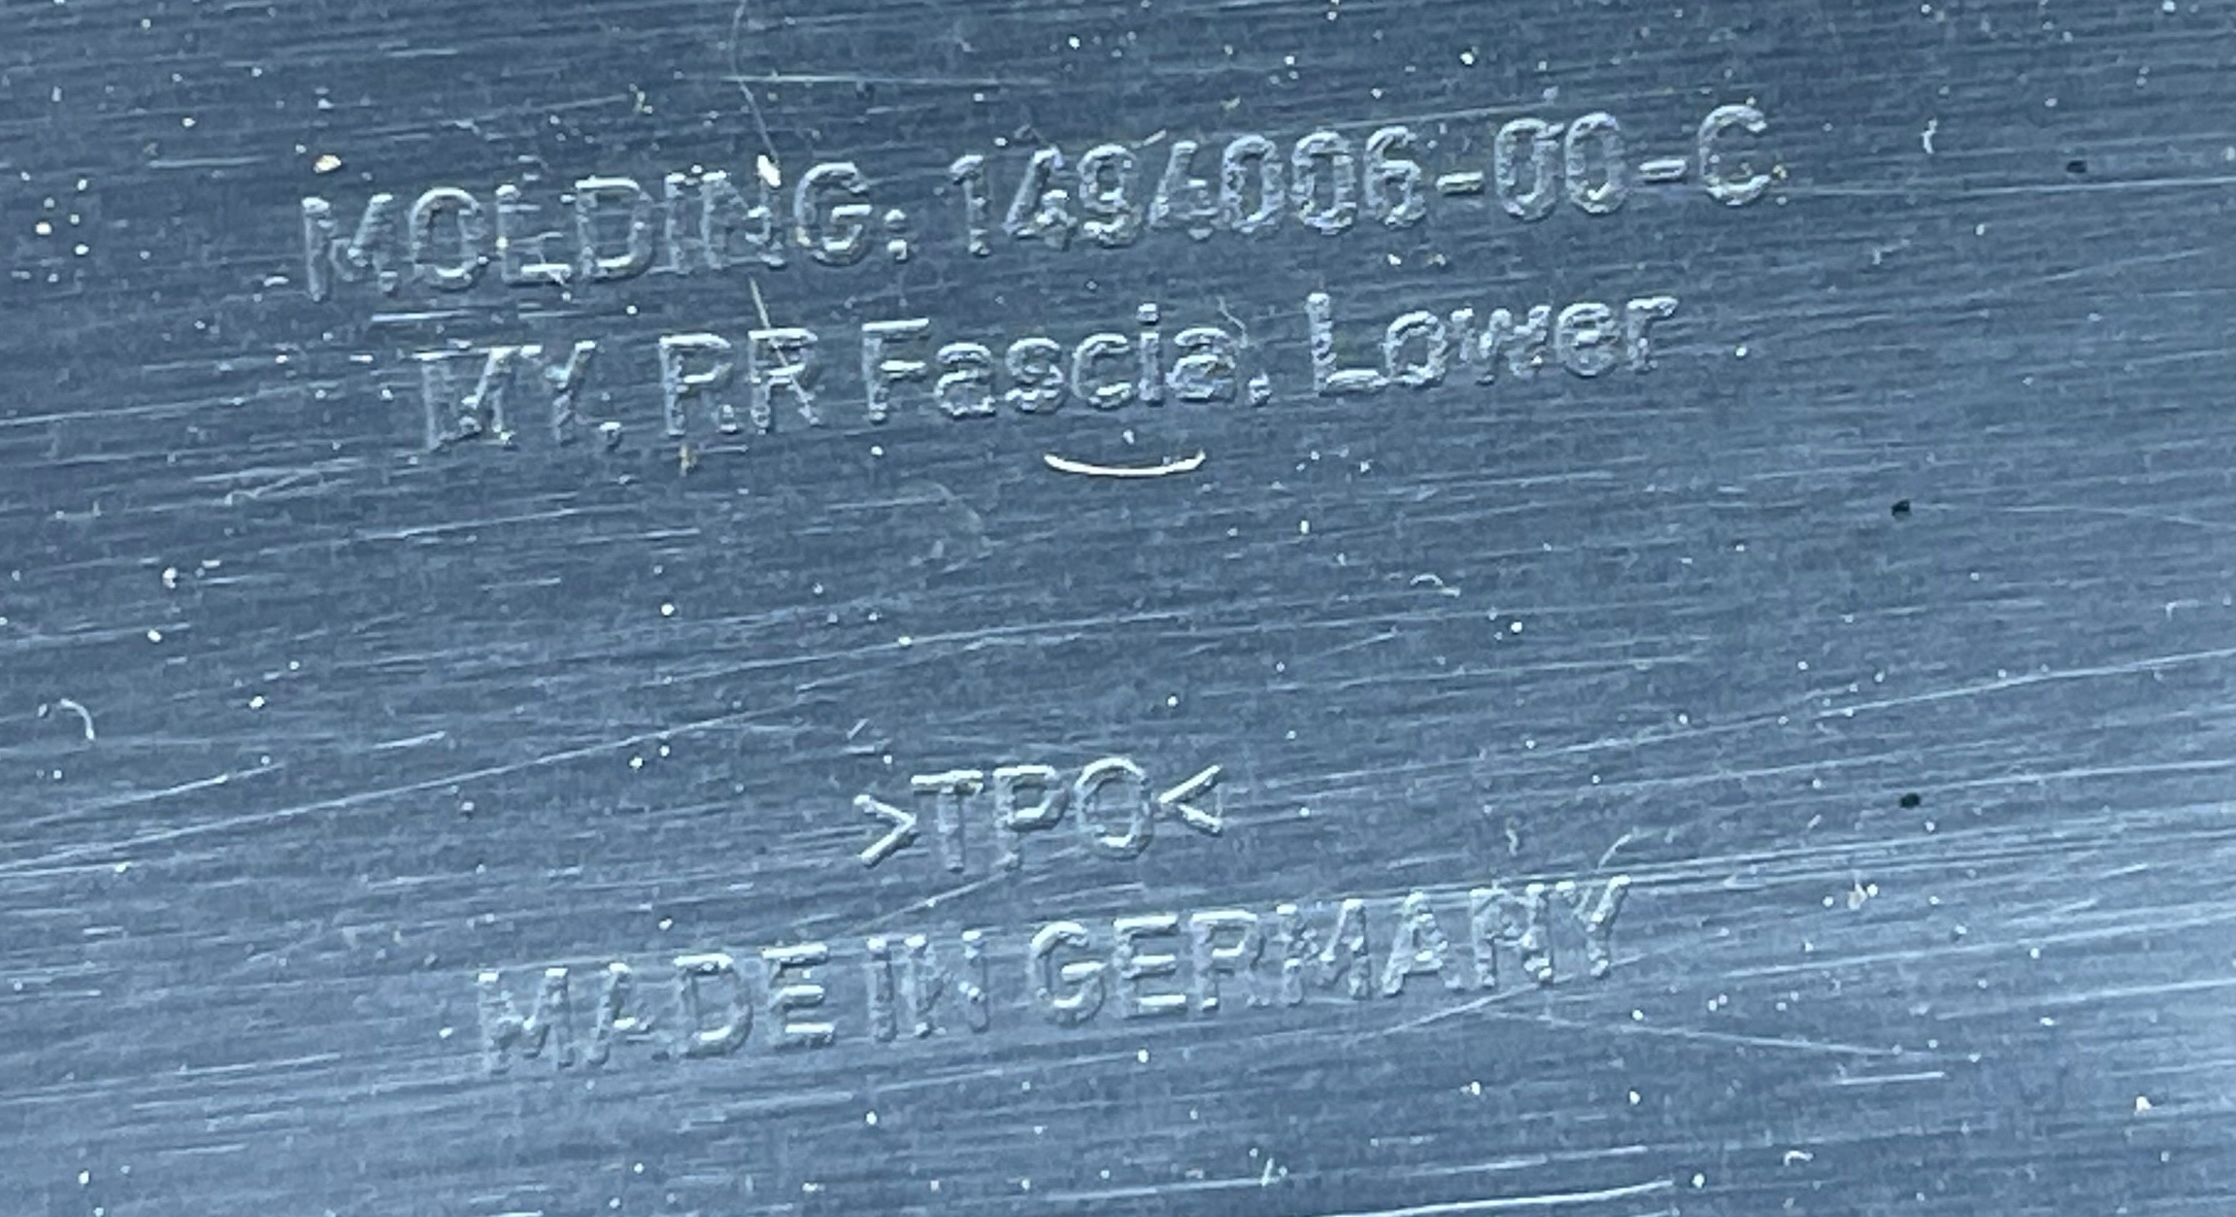 MOLDING: 1494006-00-C
MY, RR Fascia, Lower
>TPO<
MADE IN GERMANY